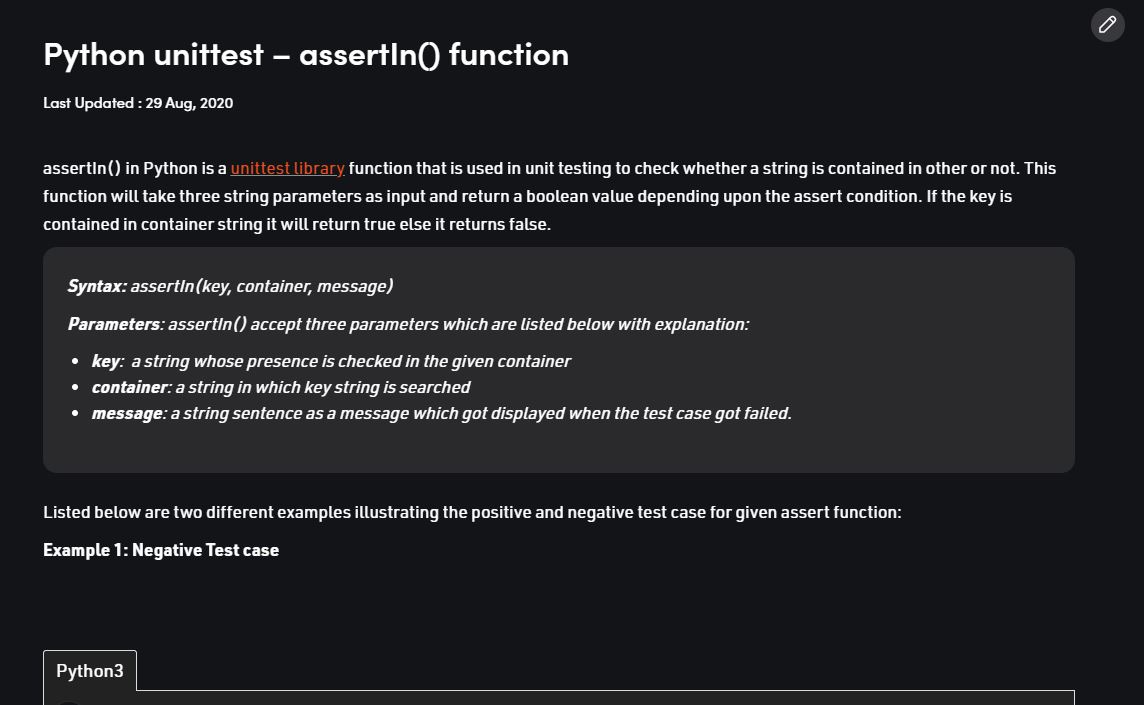 Python unittest – assertIn() function
Last Updated : 29 Aug, 2020
assertIn() in Python is a unittest library function that is used in unit testing to check whether a string is contained in other or not. This
function will take three string parameters as input and return a boolean value depending upon the assert condition. If the key is
contained in container string it will return true else it returns false.
Syntax: assertIn(key, container, message)
Parameters: assertIn() accept three parameters which are listed below with explanation:
• key:  a string whose presence is checked in the given container
• container: a string in which key string is searched
• message: a string sentence as a message which got displayed when the test case got failed.
Listed below are two different examples illustrating the positive and negative test case for given assert function:
Example 1: Negative Test case
Python3